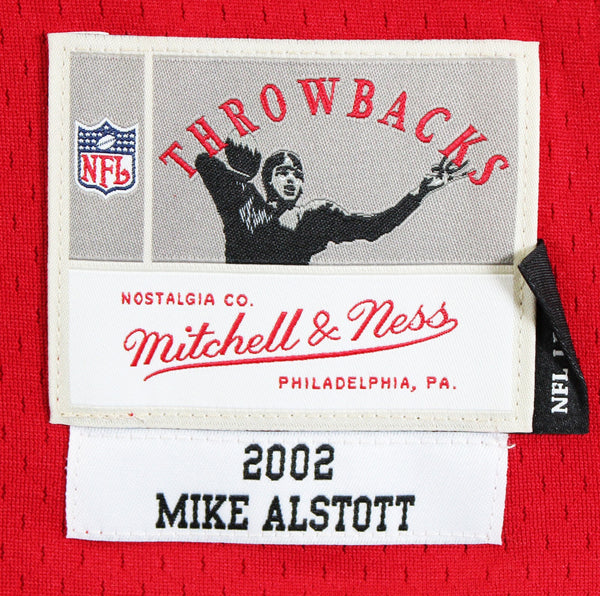 THROWBACKS
NFL
NOSTALGIA CO.
Mitchell & Ness
PHILADELPHIA, PA.
NFL
2002
MIKE ALSTOTT